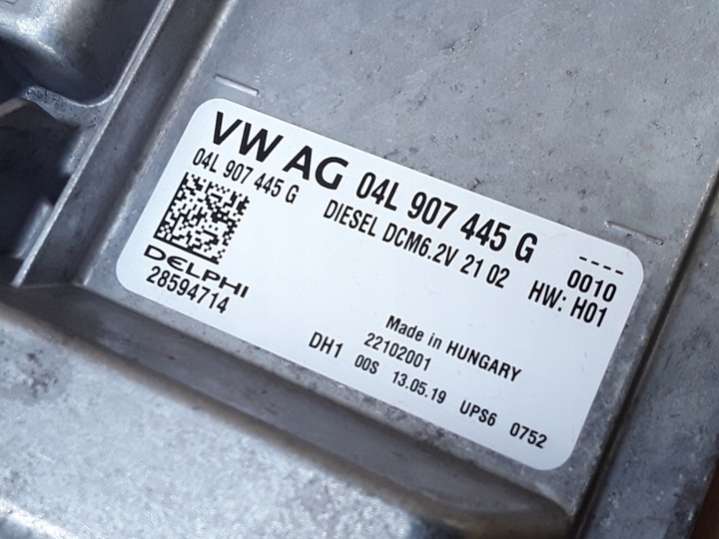 VW AG 04L 907 445 G ----
04L 907 445 G DIESEL DCM6.2V 21 02 HW: H01 0010
DELPHI
28594714
Made in HUNGARY
22102001
DH1 00S 13.05.19 UPS6 0752